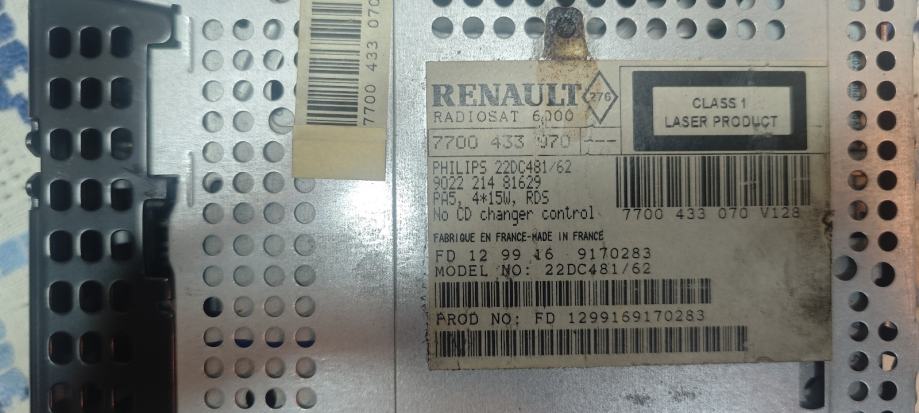 7700 433 070
RENAULT 276
RADIOSAT 6000
7700 433 070 ---
CLASS 1
LASER PRODUCT
PHILIPS 22DC481/62
9022 214 81629
PA5, 4*15W, RDS
No CD changer control
7700 433 070 V128
FABRIQUE EN FRANCE-MADE IN FRANCE
FD 12 99 16 9170283
MODEL NO: 22DC481/62
PROD NO: FD 1299169170283